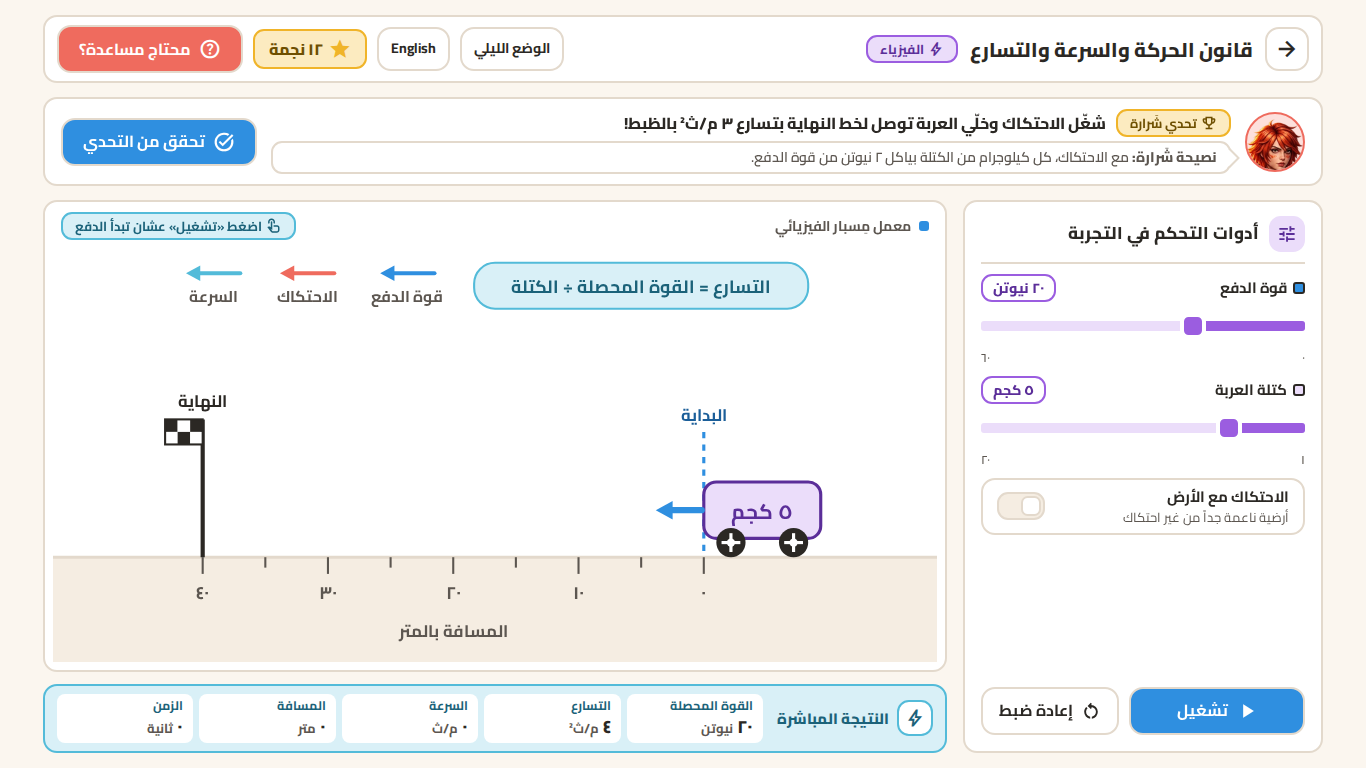 قانون الحركة والسرعة والتسارع
الفيزياء
الوضع الليلي
English
١٢ نجمة
محتاج مساعدة؟
تحدي شرارة
شغّل الاحتكاك وخلّي العربة توصل لخط النهاية بتسارع ٣ م/ث² بالظبط!
نصيحة شرارة: مع الاحتكاك، كل كيلوجرام من الكتلة بياكل ٢ نيوتن من قوة الدفع.
تحقق من التحدي
أدوات التحكم في التجربة
قوة الدفع
٢٠ نيوتن
٠
٦٠
كتلة العربة
٥ كجم
١
٢٠
الاحتكاك مع الأرض
أرضية ناعمة جداً من غير احتكاك
تشغيل
إعادة ضبط
معمل مِسبار الفيزيائي
اضغط «تشغيل» عشان تبدأ الدفع
التسارع = القوة المحصلة ÷ الكتلة
قوة الدفع
الاحتكاك
السرعة
البداية
النهاية
٥ كجم
٠
١٠
٢٠
٣٠
٤٠
المسافة بالمتر
النتيجة المباشرة
القوة المحصلة
٢٠ نيوتن
التسارع
٤ م/ث²
السرعة
٠ م/ث
المسافة
٠ متر
الزمن
٠ ثانية